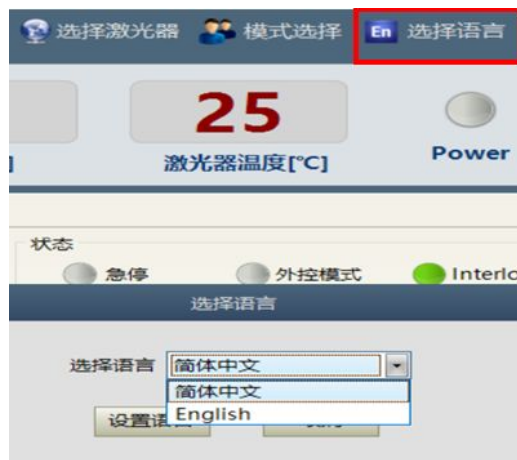 选择激光器 模式选择 En 选择语言
25
激光器温度[℃] Power
状态
急停 外控模式 Interlo
选择语言
选择语言 简体中文
简体中文
English
设置语